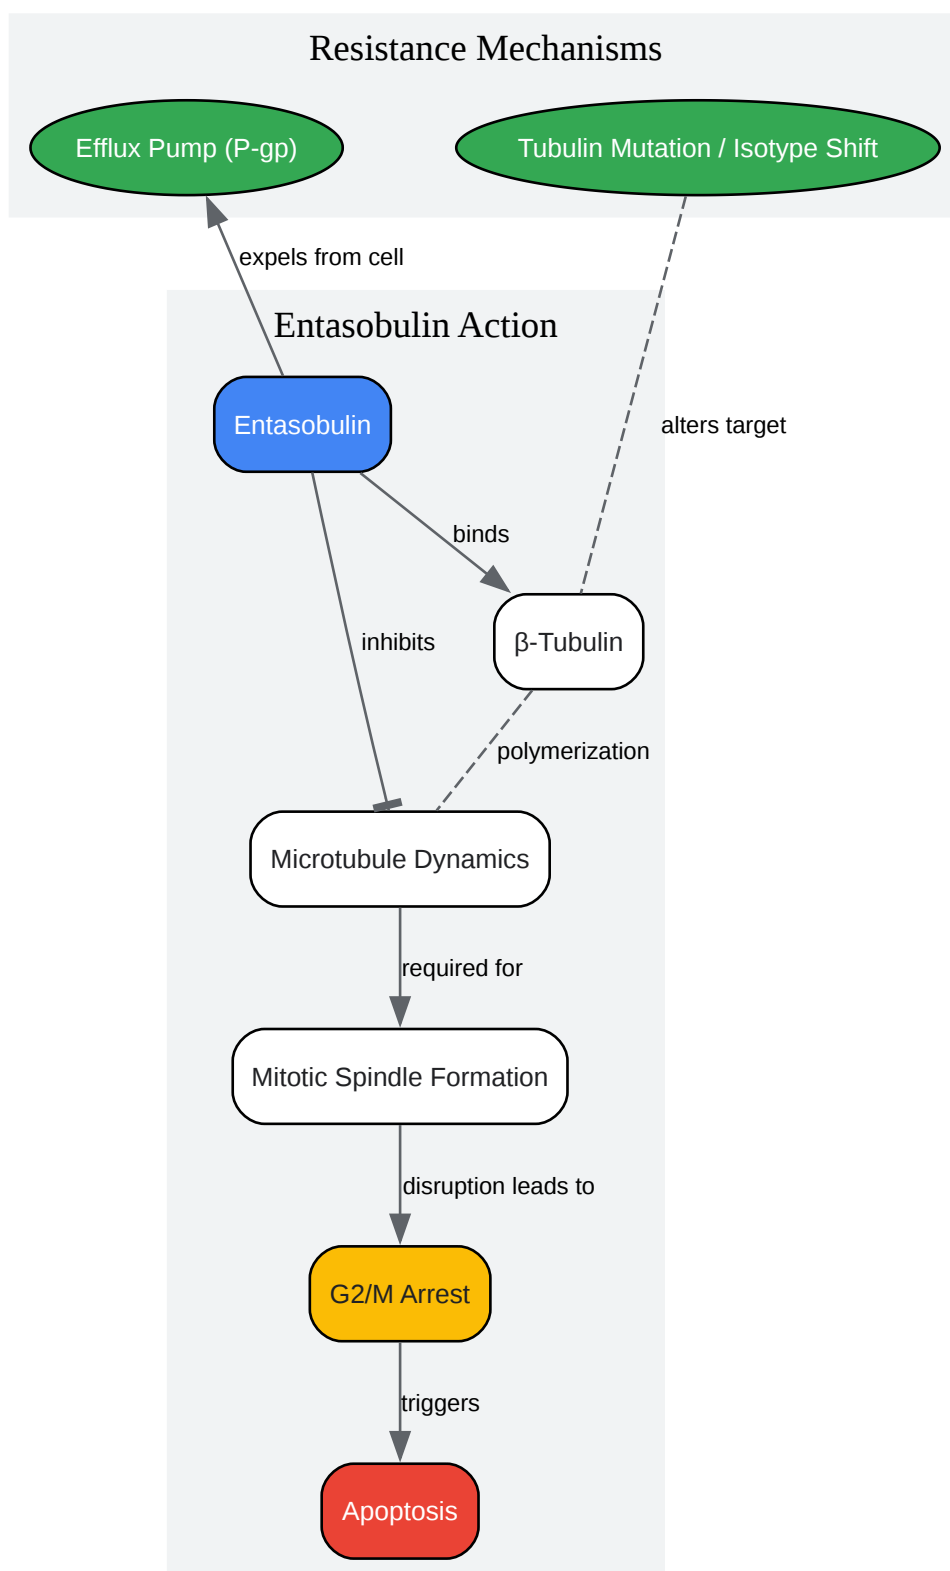 Resistance Mechanisms
Efflux Pump (P-gp)
Tubulin Mutation / Isotype Shift
expels from cell
Entasobulin Action
Entasobulin
alters target
binds
inhibits
β-Tubulin
polymerization
Microtubule Dynamics
required for
Mitotic Spindle Formation
disruption leads to
G2/M Arrest
triggers
Apoptosis